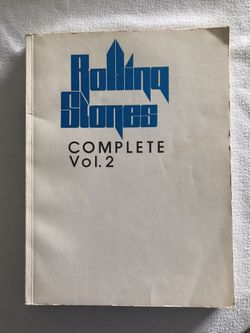 Rolling
Stones
COMPLETE
Vol.2